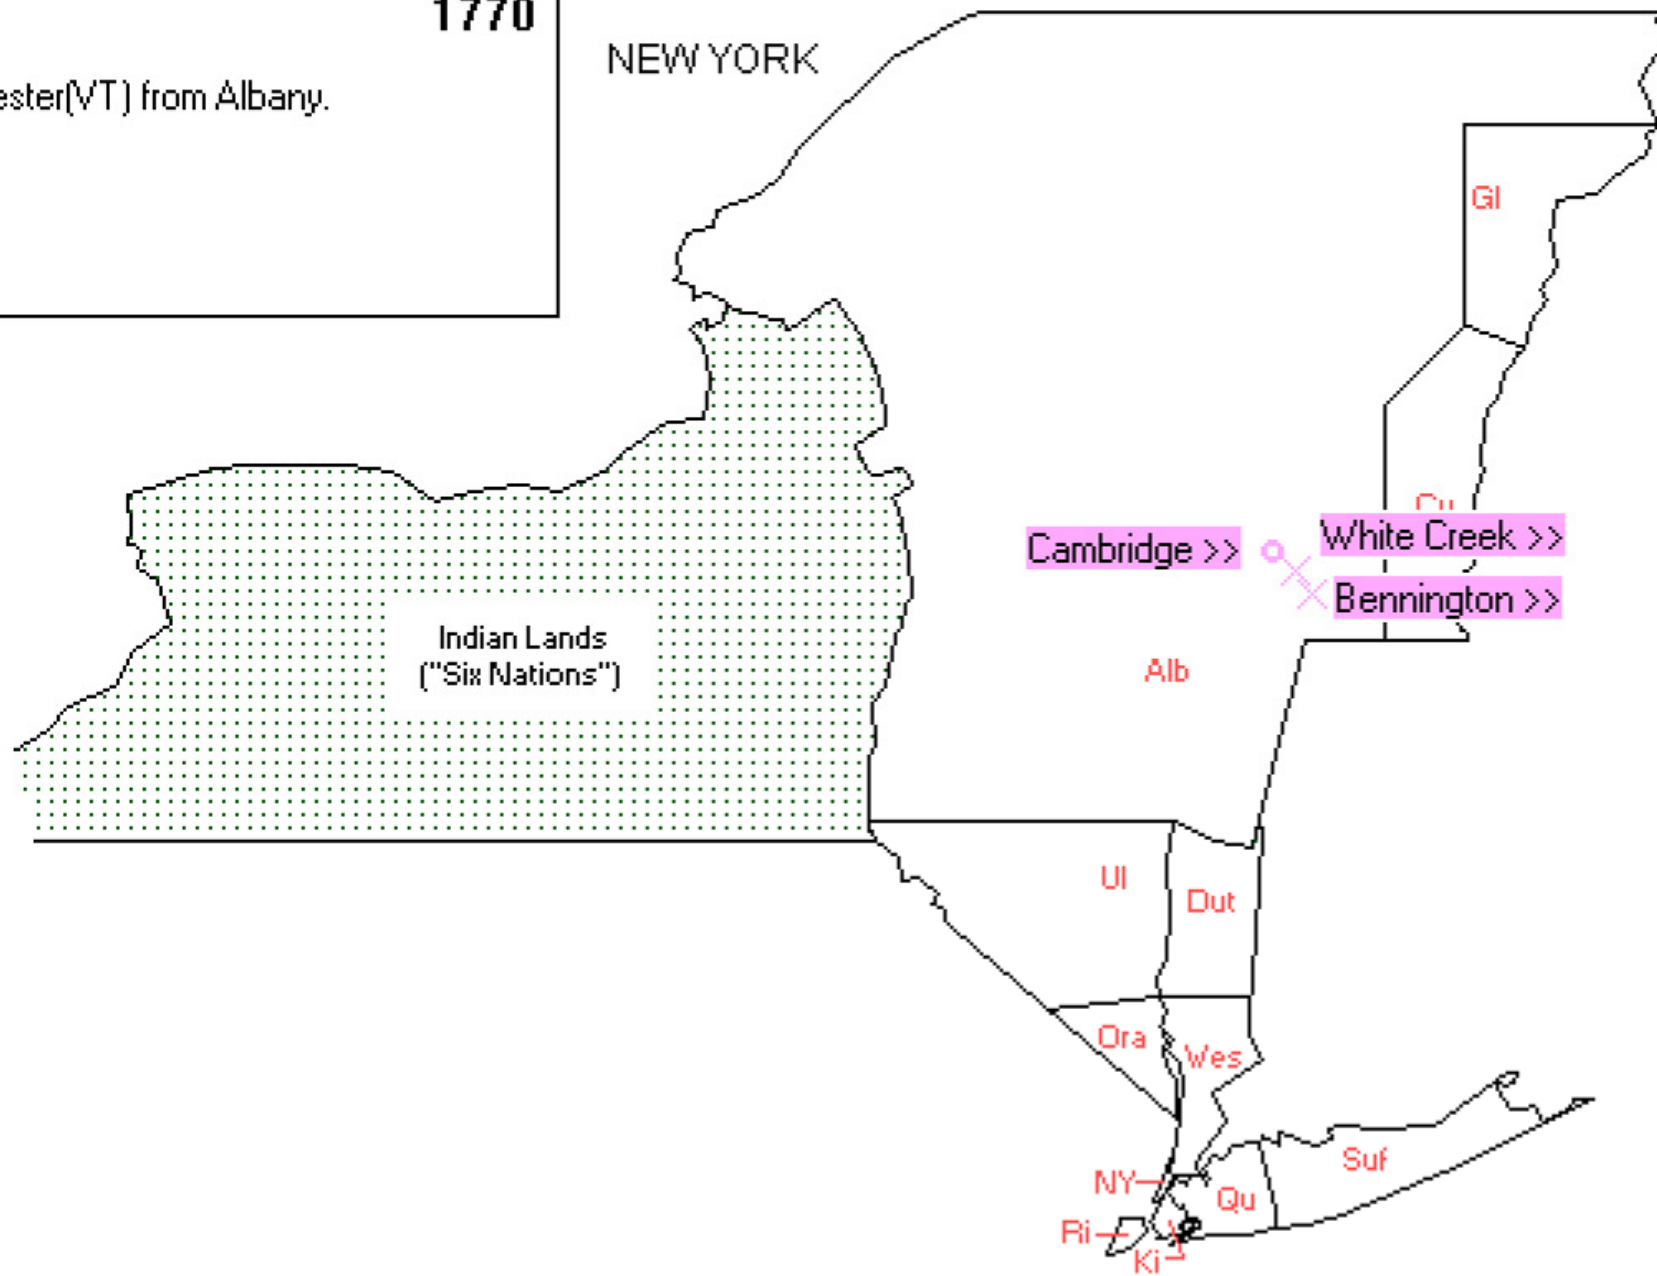 1770
ester(VT) from Albany.
NEW YORK
Gl
Cu
Cambridge >>
White Creek >>
Bennington >>
Indian Lands
("Six Nations")
Alb
Ul
Dut
Ora
Wes
NY
Suf
Qu
Ri
Ki